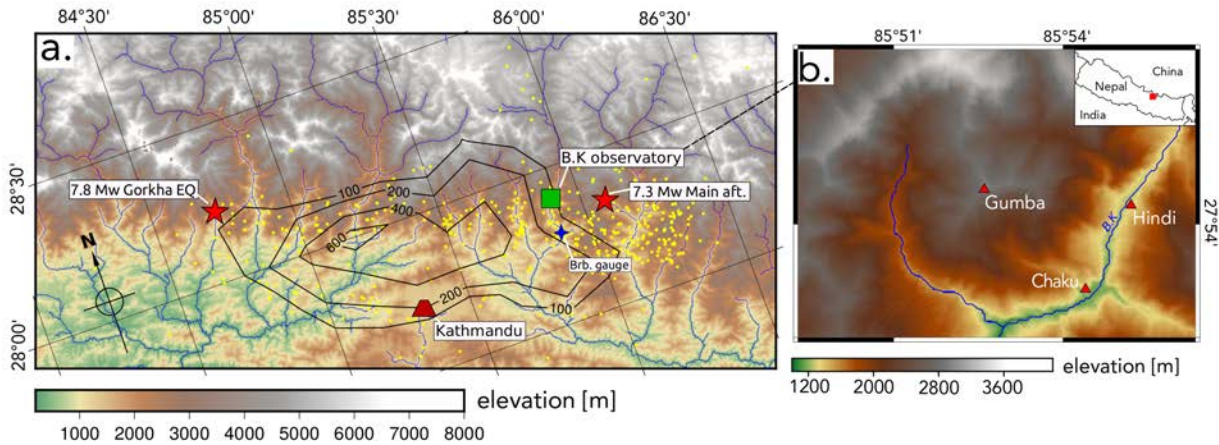 84°30'
85°00'
85°30'
86°00'
86°30'
a.
7.8 Mw Gorkha EQ
B.K observatory
7.3 Mw Main aft.
100
200
400
600
Brb. gauge
200
100
Kathmandu
N
28°30'
28°00'
elevation [m]
1000 2000 3000 4000 5000 6000 7000 8000
85°51'
85°54'
b.
China
Nepal
India
Gumba
Hindi
B.K
Chaku
27°54'
elevation [m]
1200 2000 2800 3600